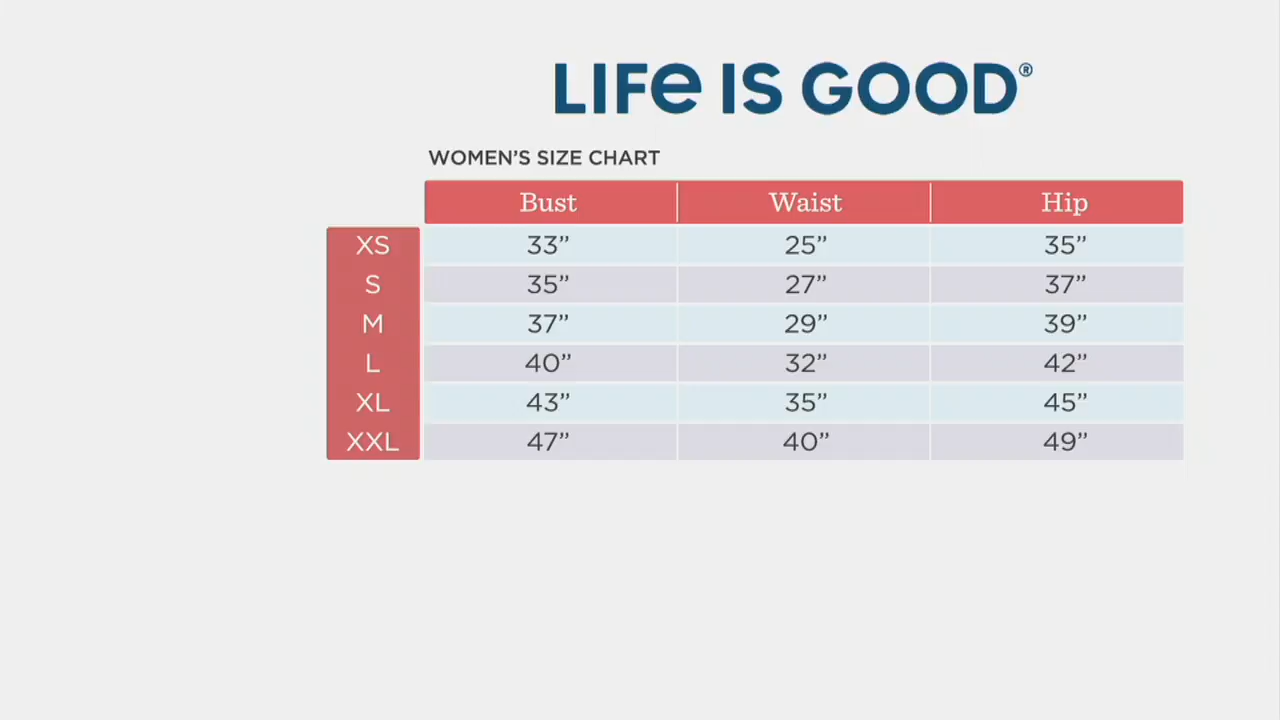 LIFe IS GOOD®
WOMEN'S SIZE CHART
Bust Waist Hip
XS 33” 25” 35”
S 35” 27” 37”
M 37” 29” 39”
L 40” 32” 42”
XL 43” 35” 45”
XXL 47” 40” 49”